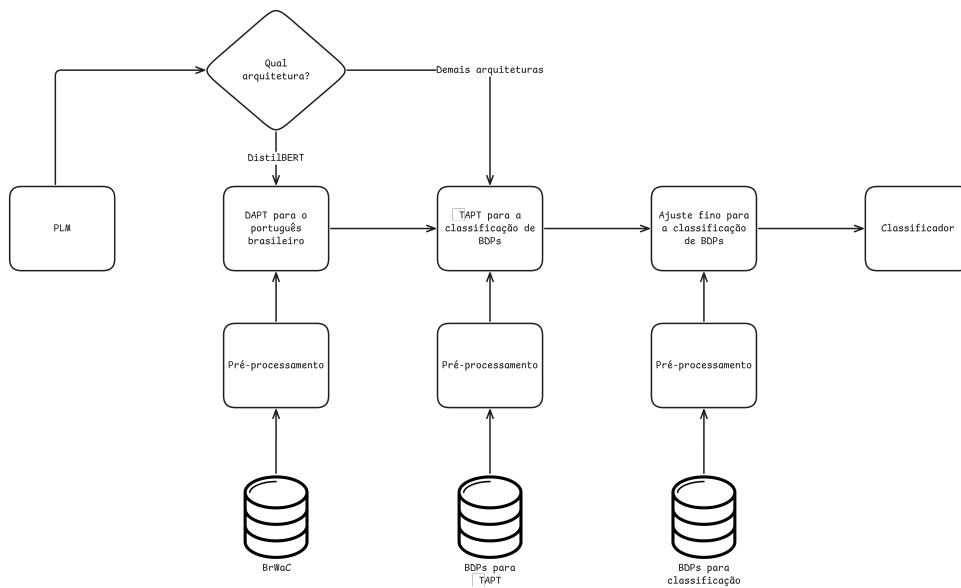 Qual
arquitetura?
Demais arquiteturas
DistilBERT
PLM
DAPT para o
português
brasileiro
TAPT para a
classificação de
BDPs
Ajuste fino para
a classificação
de BDPs
Classificador
Pré-processamento
Pré-processamento
Pré-processamento
BrWaC
BDPs para
TAPT
BDPs para
classificação